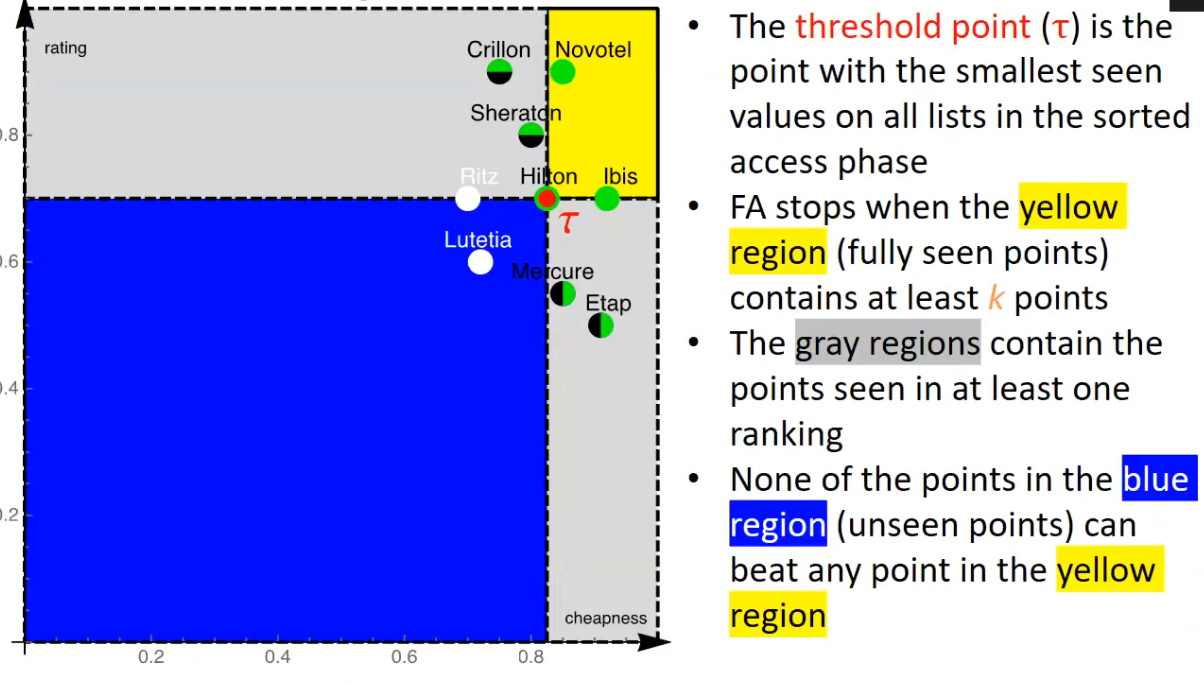 rating
Crillon
Novotel
Sheraton
0.8
Ritz
Hilton
Ibis
τ
0.6
Lutetia
Mercure
Etap
0.4
0.2
cheapness
0.2
0.4
0.6
0.8
• The threshold point (τ) is the
point with the smallest seen
values on all lists in the sorted
access phase
• FA stops when the yellow
region (fully seen points)
contains at least k points
• The gray regions contain the
points seen in at least one
ranking
• None of the points in the blue
region (unseen points) can
beat any point in the yellow
region